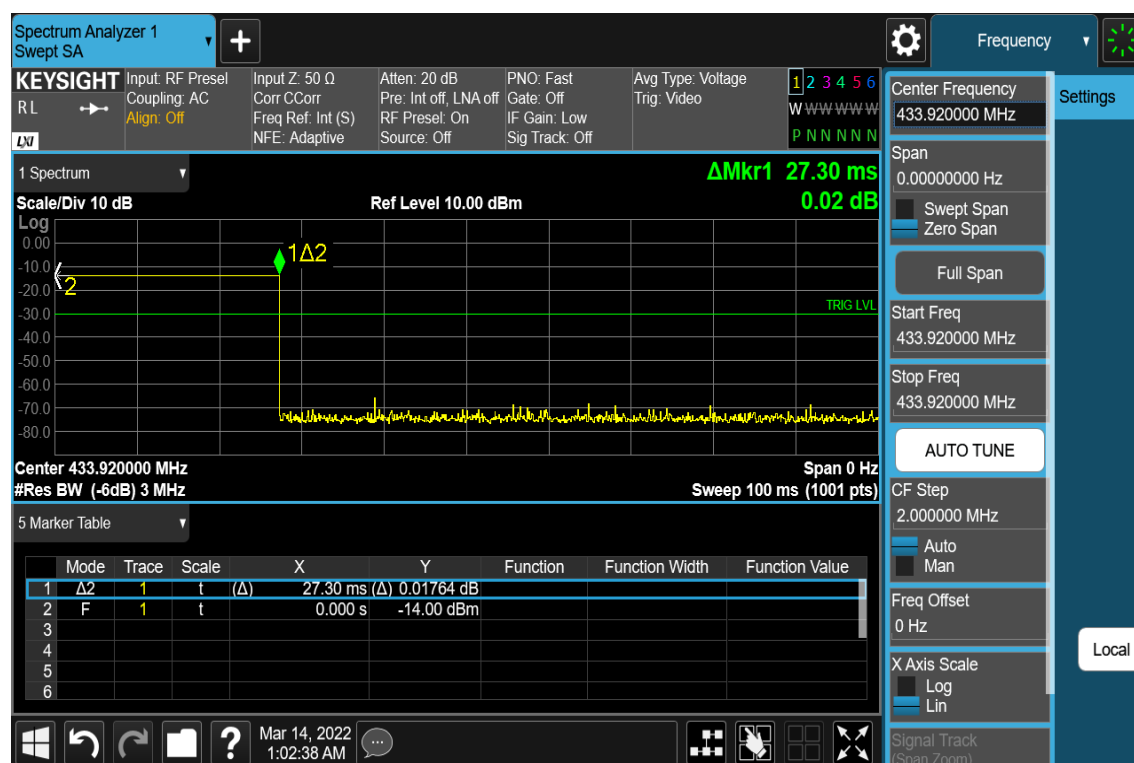 Spectrum Analyzer 1
Swept SA
Frequency
KEYSIGHT
R L
LXI
Input: RF Presel
Coupling: AC
Align: Off
Input Z: 50 Ω
Corr CCorr
Freq Ref: Int (S)
NFE: Adaptive
Atten: 20 dB
Pre: Int off, LNA off
RF Presel: On
Source: Off
PNO: Fast
Gate: Off
IF Gain: Low
Sig Track: Off
Avg Type: Voltage
Trig: Video
1 2 3 4 5 6
W W W W W W
P N N N N N
1 Spectrum
ΔMkr1 27.30 ms
0.02 dB
Scale/Div 10 dB
Ref Level 10.00 dBm
Log
0.00
-10.0
-20.0
-30.0
-40.0
-50.0
-60.0
-70.0
-80.0
1Δ2
2
TRIG LVL
Center 433.920000 MHz
Span 0 Hz
#Res BW (-6dB) 3 MHz
Sweep 100 ms (1001 pts)
5 Marker Table
Mode Trace Scale X Y Function Function Width Function Value
1 Δ2 1 t (Δ) 27.30 ms (Δ) 0.01764 dB
2 F 1 t 0.000 s -14.00 dBm
3
4
5
6
?
Mar 14, 2022
1:02:38 AM
Center Frequency
433.920000 MHz
Settings
Span
0.00000000 Hz
Swept Span
Zero Span
Full Span
Start Freq
433.920000 MHz
Stop Freq
433.920000 MHz
AUTO TUNE
CF Step
2.000000 MHz
Auto
Man
Freq Offset
0 Hz
Local
X Axis Scale
Log
Lin
Signal Track
(Span Zoom)